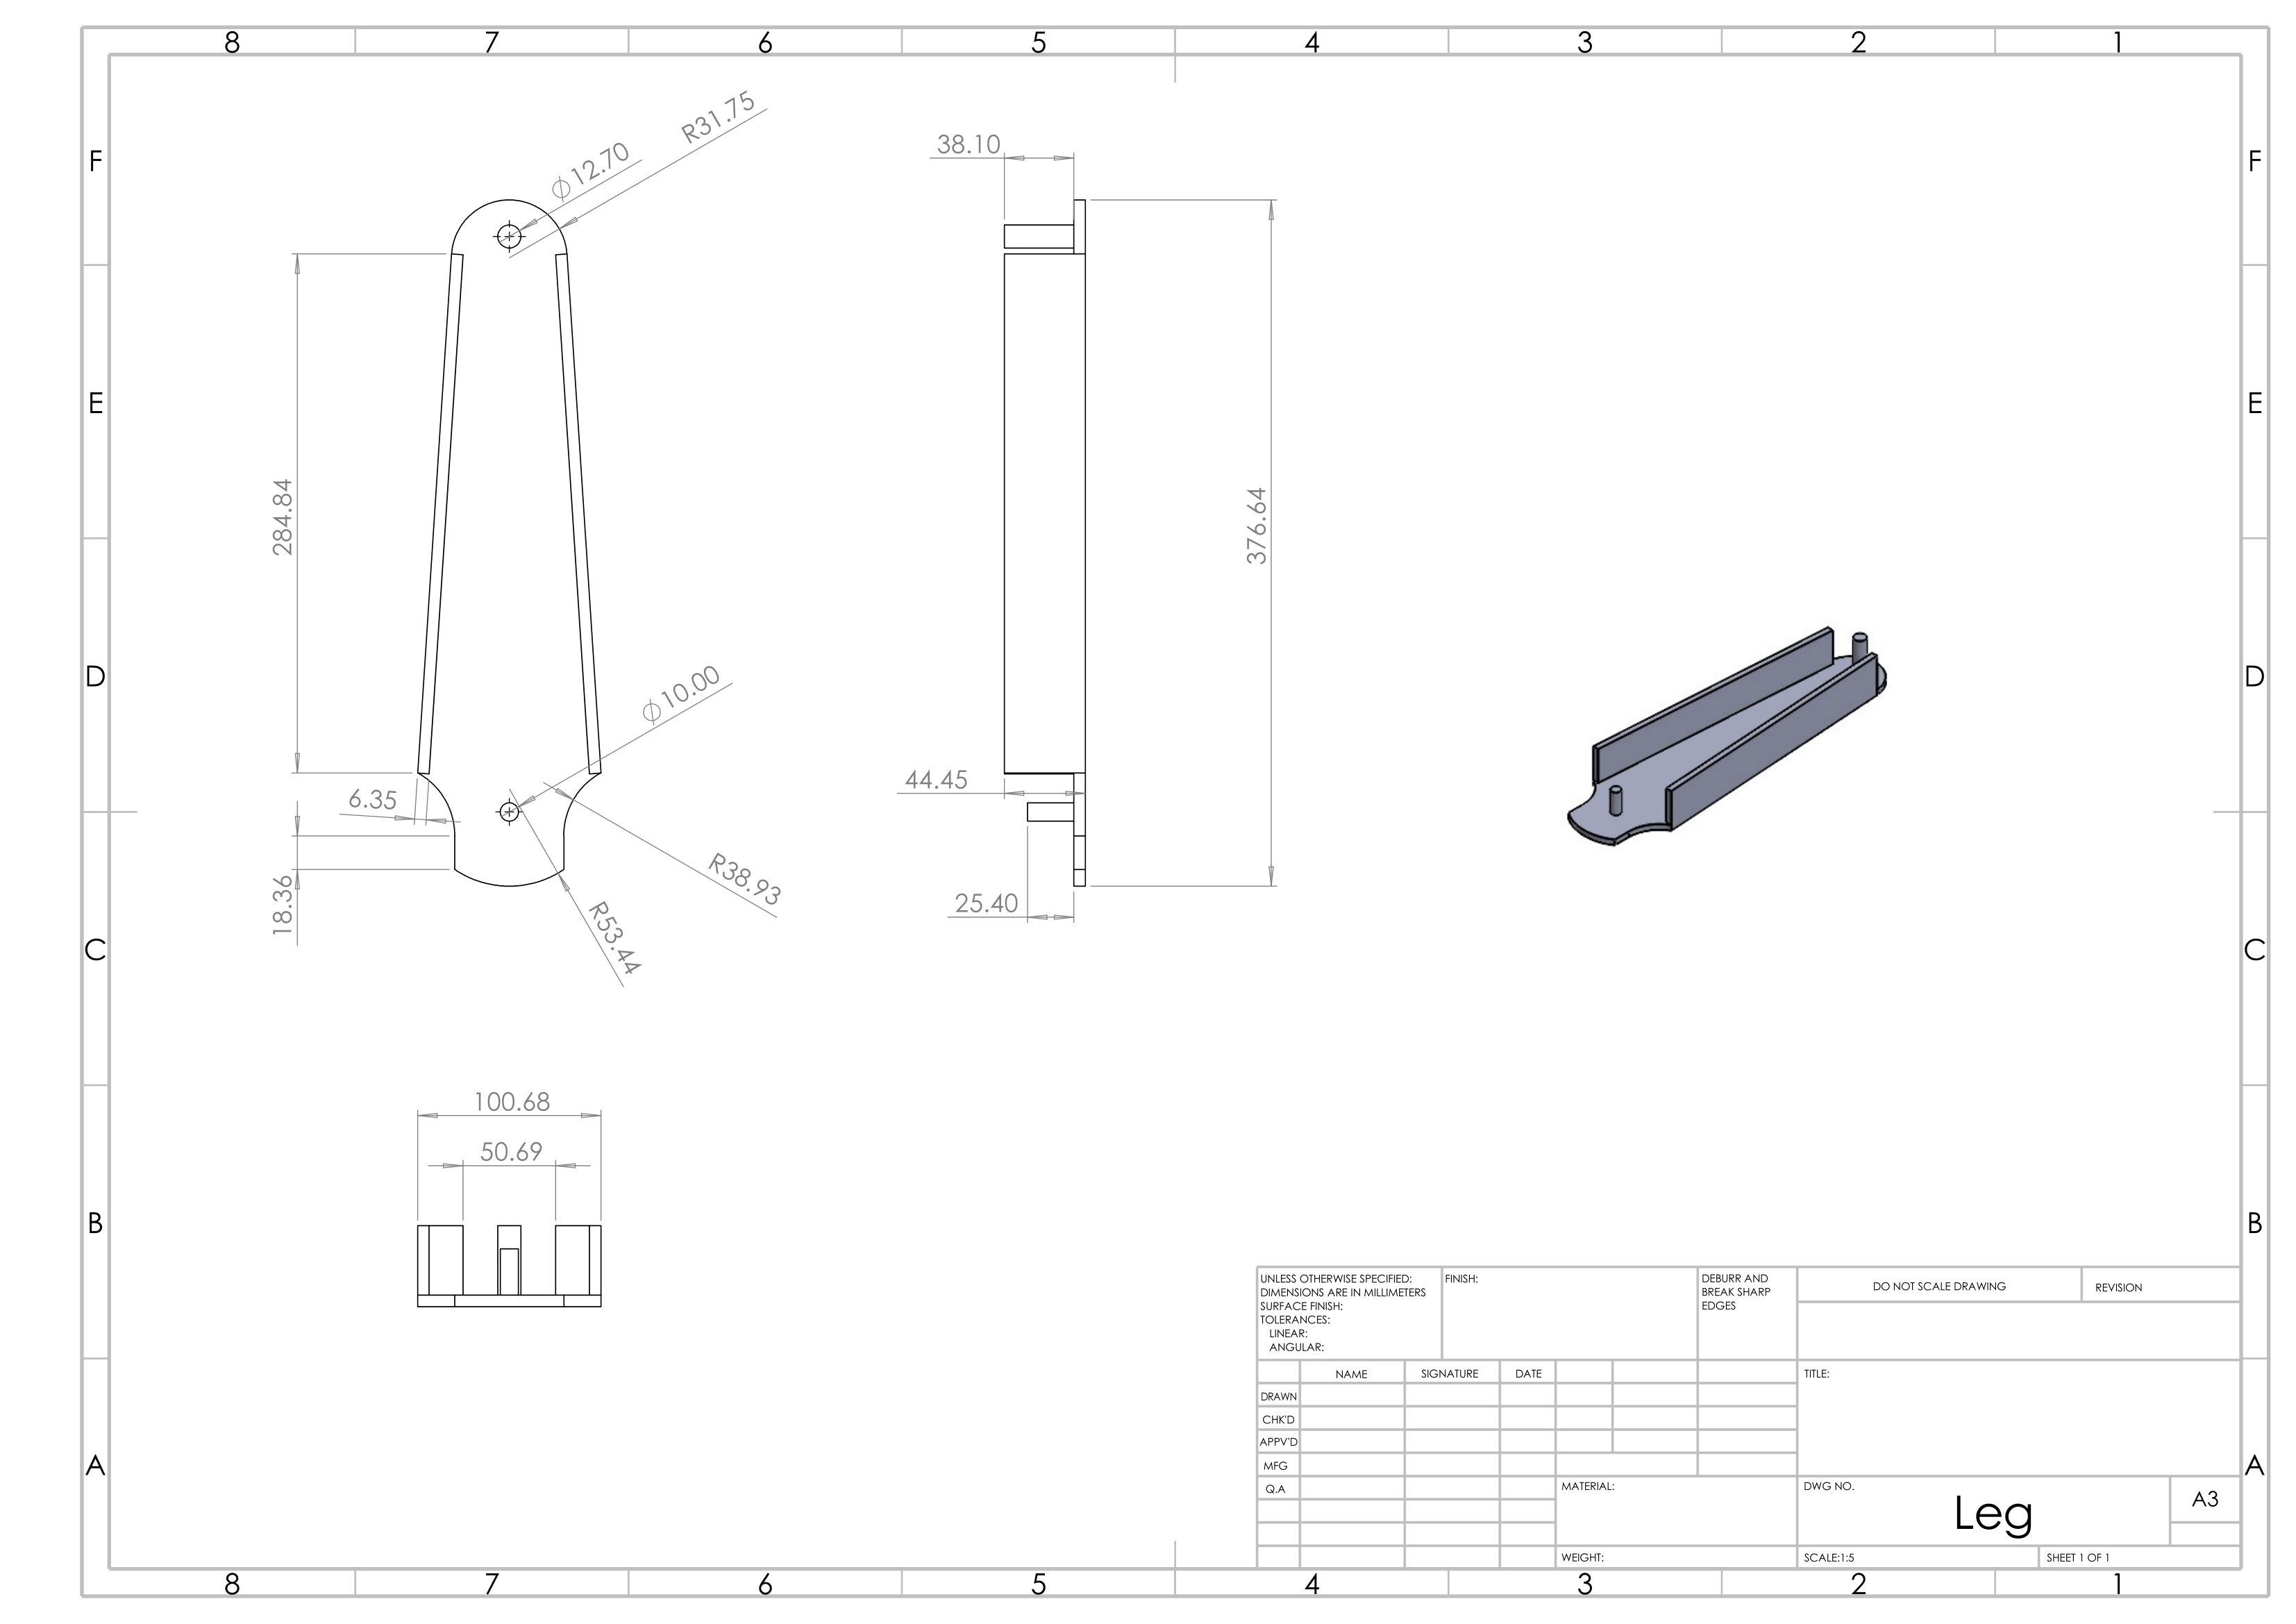 8 7 6 5 4 3 2 1
F F
E E
D D
C C
B B
A A
R31.75
⌀12.70
38.10
284.84
376.64
⌀10.00
44.45
6.35
R38.93
18.36
25.40
R53.44
100.68
50.69
UNLESS OTHERWISE SPECIFIED:
DIMENSIONS ARE IN MILLIMETERS
SURFACE FINISH:
TOLERANCES:
LINEAR:
ANGULAR:
FINISH:
DEBURR AND
BREAK SHARP
EDGES
DO NOT SCALE DRAWING
REVISION
NAME SIGNATURE DATE
TITLE:
DRAWN
CHK'D
APPV'D
MFG
Q.A
MATERIAL:
DWG NO.
Leg
A3
WEIGHT:
SCALE:1:5
SHEET 1 OF 1
8 7 6 5 4 3 2 1